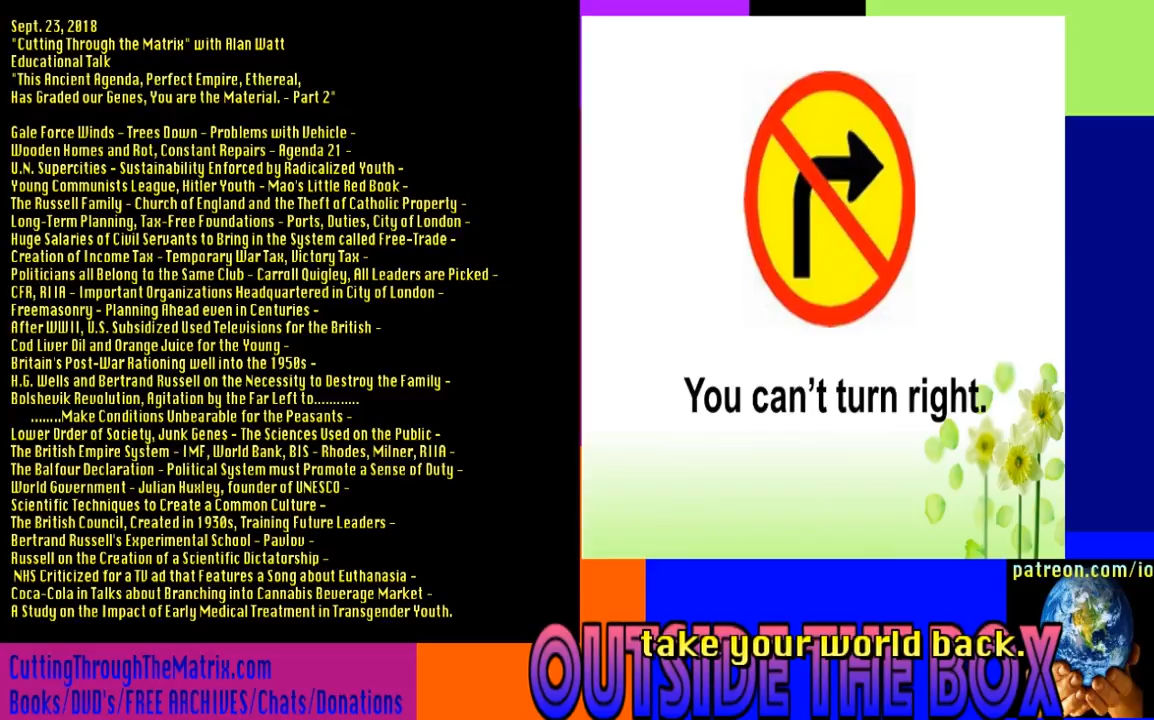 Sept. 23, 2018
"Cutting Through the Matrix" with Alan Watt
Educational Talk
"This Ancient Agenda, Perfect Empire, Ethereal,
Has Graded our Genes, You are the Material. - Part 2"
Gale Force Winds - Trees Down - Problems with Vehicle -
Wooden Homes and Rot, Constant Repairs - Agenda 21 -
U.N. Supercities - Sustainability Enforced by Radicalized Youth -
Young Communists League, Hitler Youth - Mao's Little Red Book -
The Russell Family - Church of England and the Theft of Catholic Property -
Long-Term Planning, Tax-Free Foundations - Ports, Duties, City of London -
Huge Salaries of Civil Servants to Bring in the System called Free-Trade -
Creation of Income Tax - Temporary War Tax, Victory Tax -
Politicians all Belong to the Same Club - Carroll Quigley, All Leaders are Picked -
CFR, RIIA - Important Organizations Headquartered in City of London -
Freemasonry - Planning Ahead even in Centuries -
After WWII, U.S. Subsidized Used Televisions for the British -
Cod Liver Oil and Orange Juice for the Young -
Britain's Post-War Rationing well into the 1950s -
H.G. Wells and Bertrand Russell on the Necessity to Destroy the Family -
Bolshevik Revolution, Agitation by the Far Left to............
........Make Conditions Unbearable for the Peasants -
Lower Order of Society, Junk Genes - The Sciences Used on the Public -
The British Empire System - IMF, World Bank, BIS - Rhodes, Milner, RIIA -
The Balfour Declaration - Political System must Promote a Sense of Duty -
World Government - Julian Huxley, founder of UNESCO -
Scientific Techniques to Create a Common Culture -
The British Council, Created in 1930s, Training Future Leaders -
Bertrand Russell's Experimental School - Pavlov -
Russell on the Creation of a Scientific Dictatorship -
NHS Criticized for a TV ad that Features a Song about Euthanasia -
Coca-Cola in Talks about Branching into Cannabis Beverage Market -
A Study on the Impact of Early Medical Treatment in Transgender Youth.
CuttingThroughTheMatrix.com
Books/DVD's/FREE ARCHIVES/Chats/Donations
You can't turn right.
patreon.com/io
take your world back.
OUTSIDE THE BOX